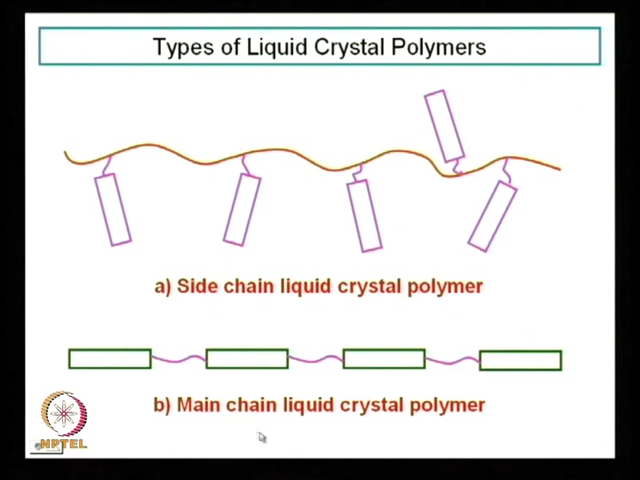 Types of Liquid Crystal Polymers
a) Side chain liquid crystal polymer
b) Main chain liquid crystal polymer
NPTEL